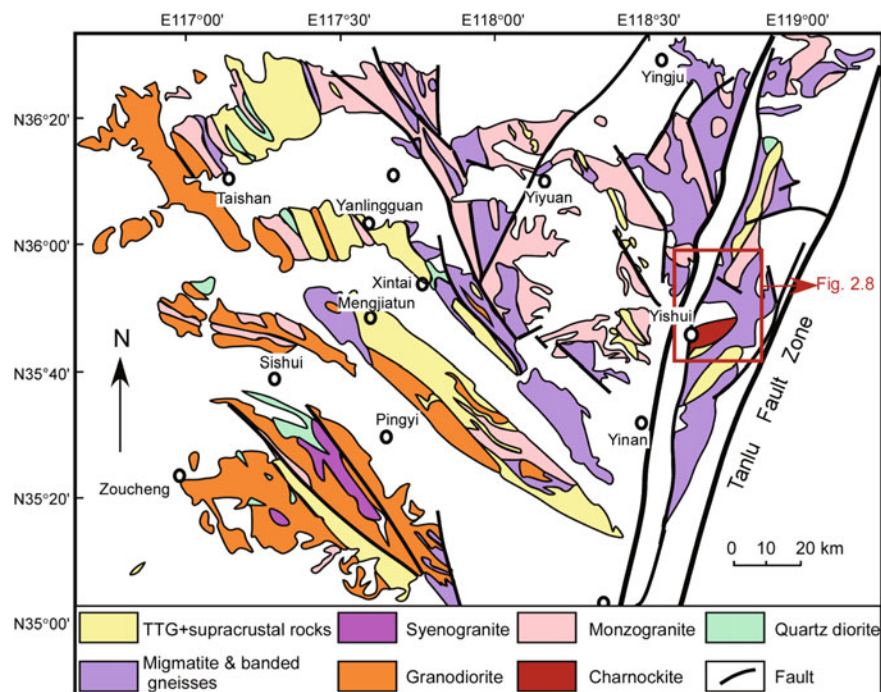 E117°00'
E117°30'
E118°00'
E118°30'
E119°00'
N36°20'
N36°00'
N35°40'
N35°20'
N35°00'
Yingju
Taishan
Yanlingguan
Yiyuan
Xintai
Mengjiatun
Fig. 2.8
Yishui
N
Sishui
Pingyi
Yinan
Zoucheng
Tanlu Fault Zone
0 10 20 km
TTG+supracrustal rocks
Syenogranite
Monzogranite
Quartz diorite
Migmatite & banded
gneisses
Granodiorite
Charnockite
Fault